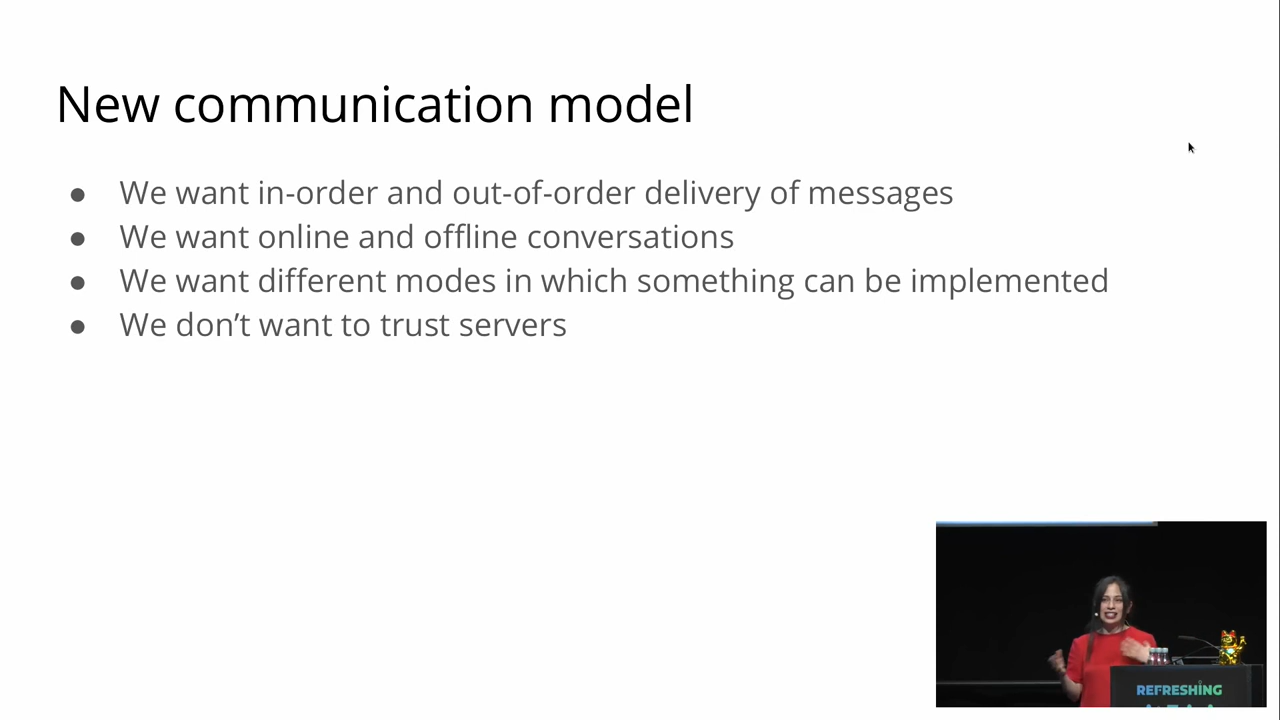 New communication model
● We want in-order and out-of-order delivery of messages
● We want online and offline conversations
● We want different modes in which something can be implemented
● We don’t want to trust servers
REFRESHING